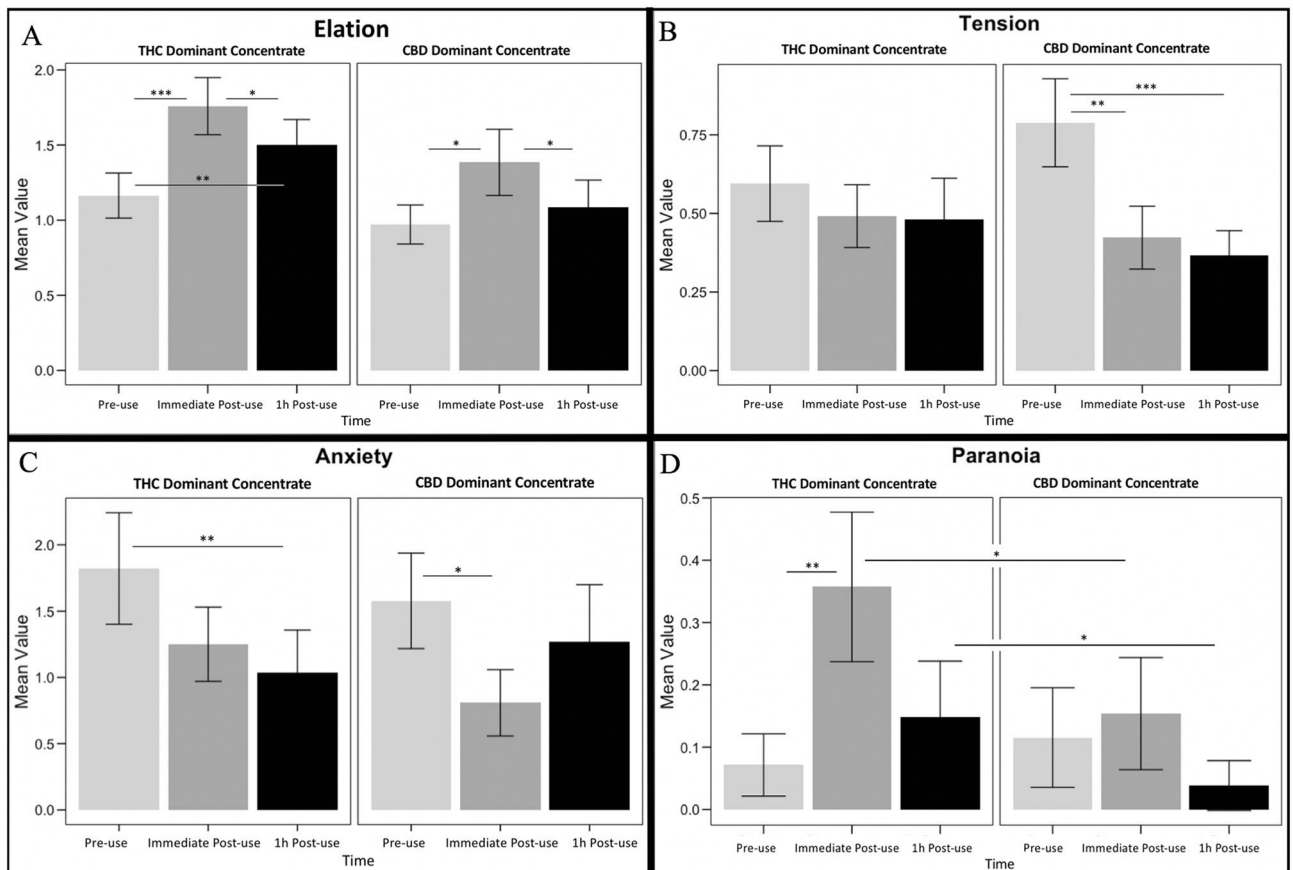 A
Elation
THC Dominant Concentrate
CBD Dominant Concentrate
Mean Value
2.0
1.5
1.0
0.5
0.0
***
*
**
*
*
Pre-use
Immediate Post-use
1h Post-use
Pre-use
Immediate Post-use
1h Post-use
Time
B
Tension
THC Dominant Concentrate
CBD Dominant Concentrate
Mean Value
0.75
0.50
0.25
0.00
***
**
Pre-use
Immediate Post-use
1h Post-use
Pre-use
Immediate Post-use
1h Post-use
Time
C
Anxiety
THC Dominant Concentrate
CBD Dominant Concentrate
Mean Value
2.0
1.5
1.0
0.5
0.0
**
*
Pre-use
Immediate Post-use
1h Post-use
Pre-use
Immediate Post-use
1h Post-use
Time
D
Paranoia
THC Dominant Concentrate
CBD Dominant Concentrate
Mean Value
0.5
0.4
0.3
0.2
0.1
0.0
**
*
*
Pre-use
Immediate Post-use
1h Post-use
Pre-use
Immediate Post-use
1h Post-use
Time